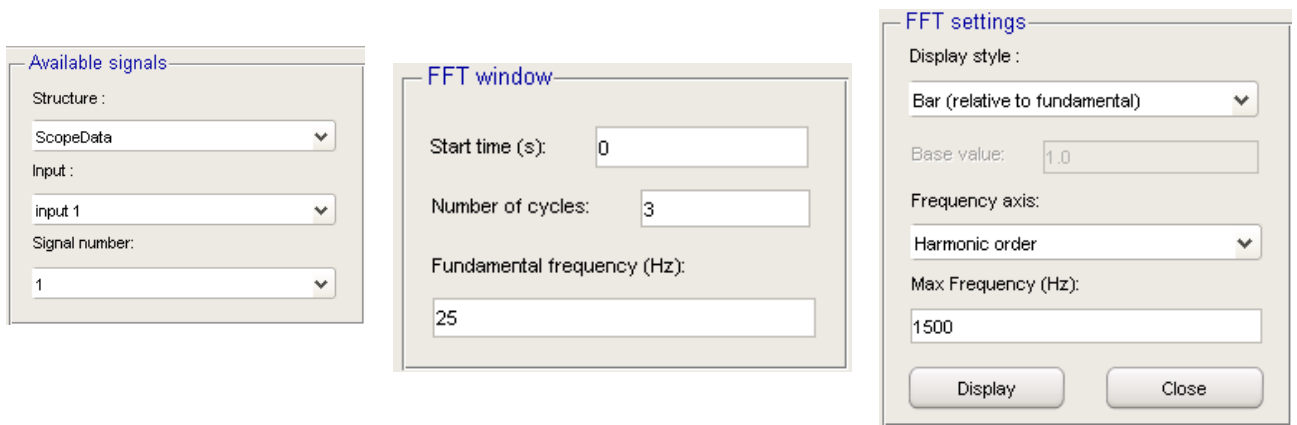 Available signals
Structure :
ScopeData
Input :
input 1
Signal number:
1
FFT window
Start time (s): 0
Number of cycles: 3
Fundamental frequency (Hz):
25
FFT settings
Display style :
Bar (relative to fundamental)
Base value: 1.0
Frequency axis:
Harmonic order
Max Frequency (Hz):
1500
Display Close